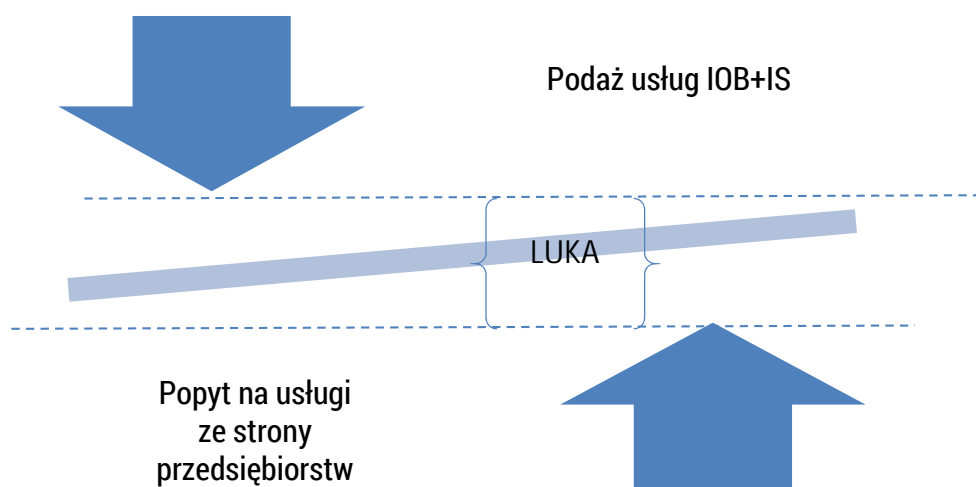 Podaż usług IOB+IS
LUKA
Popyt na usługi
ze strony
przedsiębiorstw